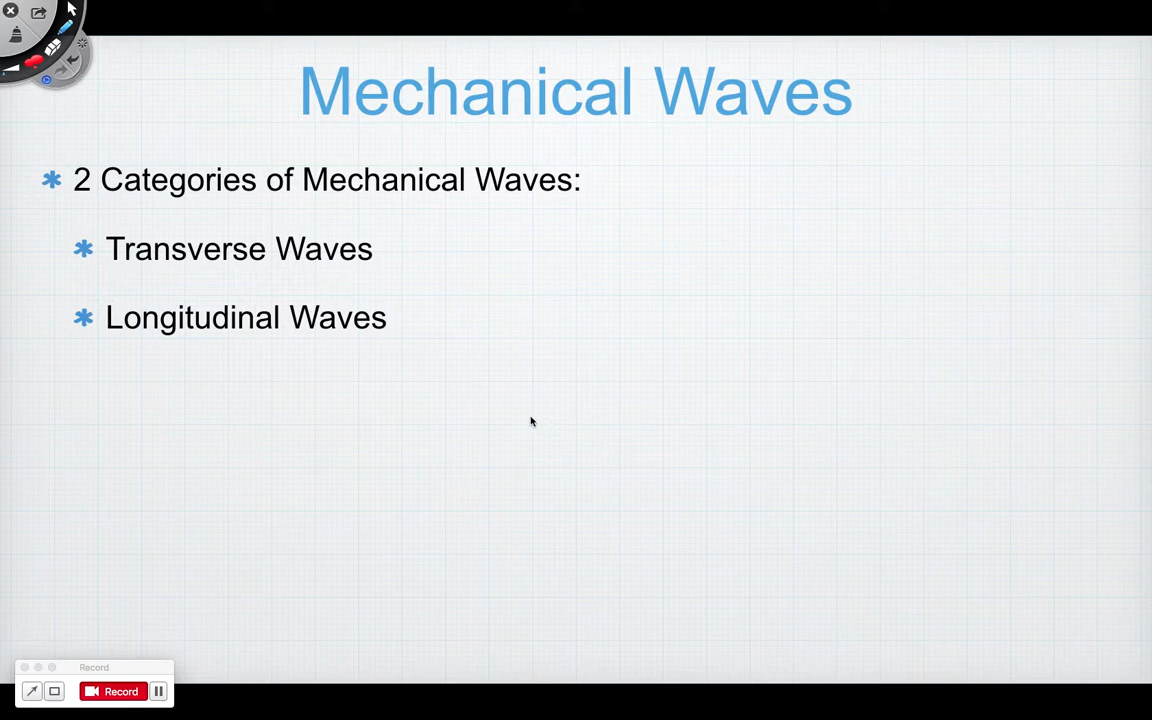 Mechanical Waves
2 Categories of Mechanical Waves:
Transverse Waves
Longitudinal Waves
Record
Record